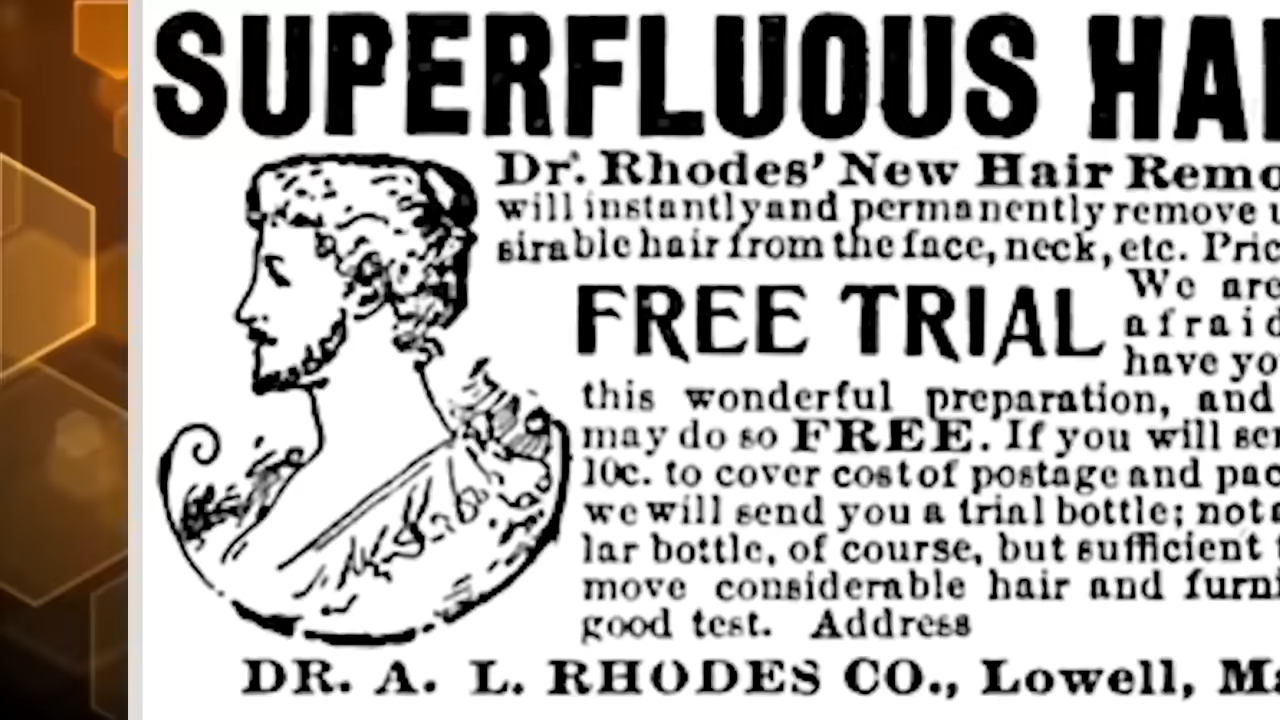 SUPERFLUOUS HAI
Dr. Rhodes' New Hair Remo
will instantly and permanently remove u
sirable hair from the face, neck, etc. Pric
We are
FREE TRIAL afraid
have yo
this wonderful preparation, and
may do so FREE. If you will sen
10c. to cover cost of postage and pac
we will send you a trial bottle; not a
lar bottle, of course, but sufficient t
move considerable hair and furni
good test. Address
DR. A. L. RHODES CO., Lowell, Ma